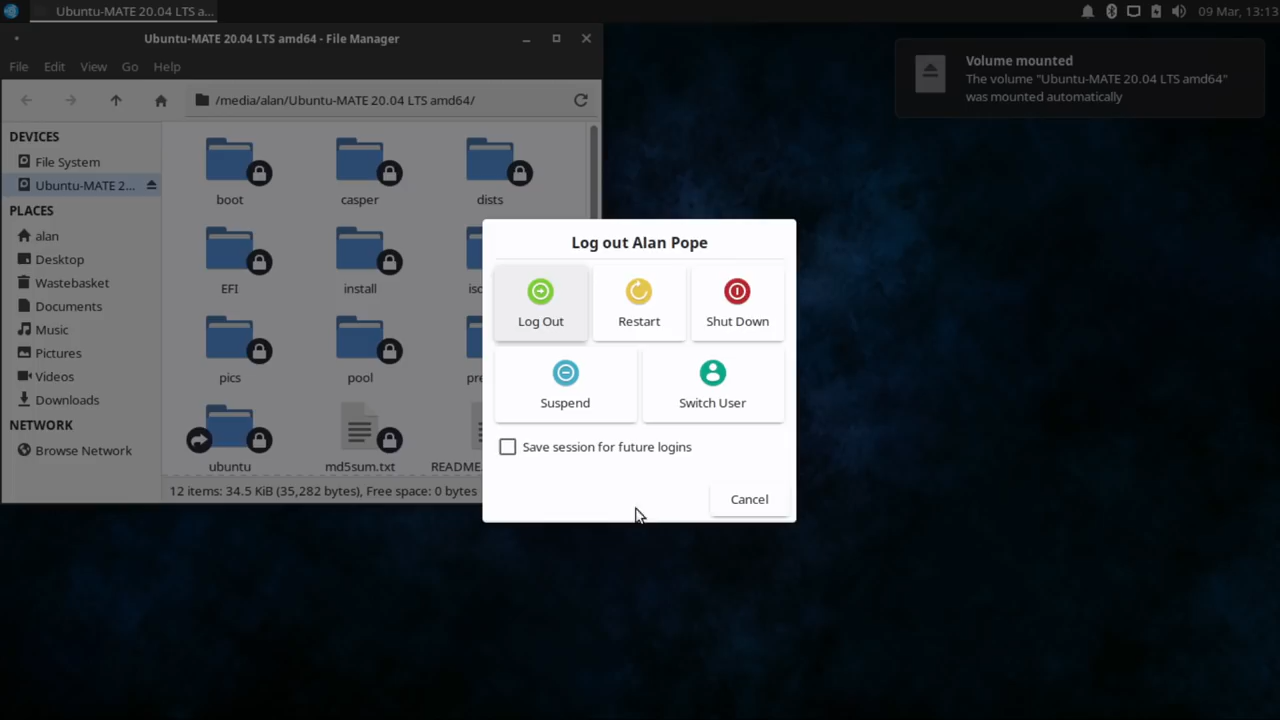 Ubuntu-MATE 20.04 LTS a...
09 Mar, 13:13
Ubuntu-MATE 20.04 LTS amd64 - File Manager
File Edit View Go Help
/media/alan/Ubuntu-MATE 20.04 LTS amd64/
DEVICES
File System
Ubuntu-MATE 2...
PLACES
alan
Desktop
Wastebasket
Documents
Music
Pictures
Videos
Downloads
NETWORK
Browse Network
boot casper dists
EFI install
pics pool
ubuntu md5sum.txt
12 items: 34.5 KiB (35,282 bytes), Free space: 0 bytes
Volume mounted
The volume "Ubuntu-MATE 20.04 LTS amd64"
was mounted automatically
Log out Alan Pope
Log Out Restart Shut Down
Suspend Switch User
Save session for future logins
Cancel